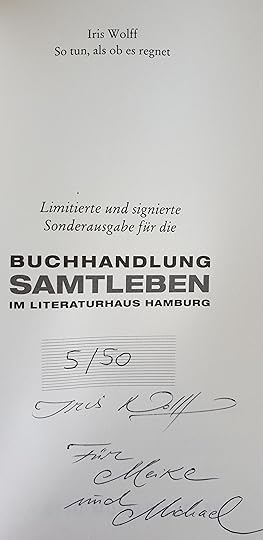 Iris Wolff
So tun, als ob es regnet
Limitierte und signierte
Sonderausgabe für die
BUCHHANDLUNG
SAMTLEBEN
IM LITERATURHAUS HAMBURG
5/50
Iris Wolff
Für
Meike
und Michael